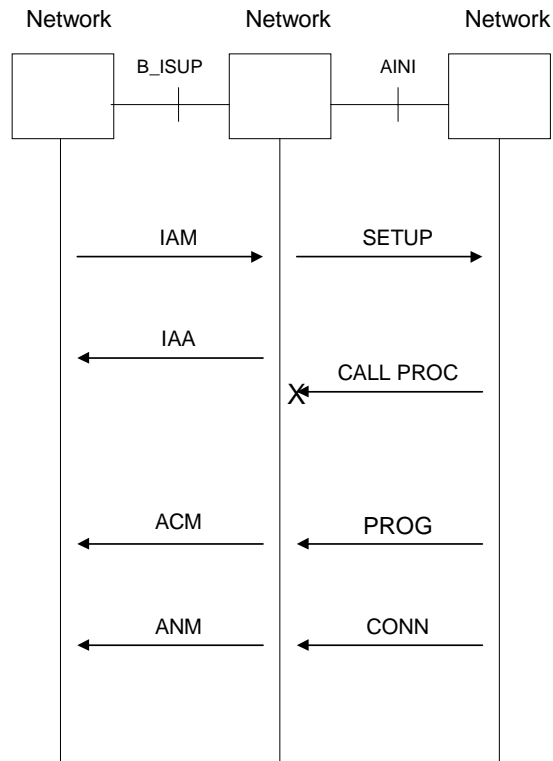 Network Network Network
B_ISUP AINI
IAM SETUP
IAA
CALL PROC
X
ACM PROG
ANM CONN